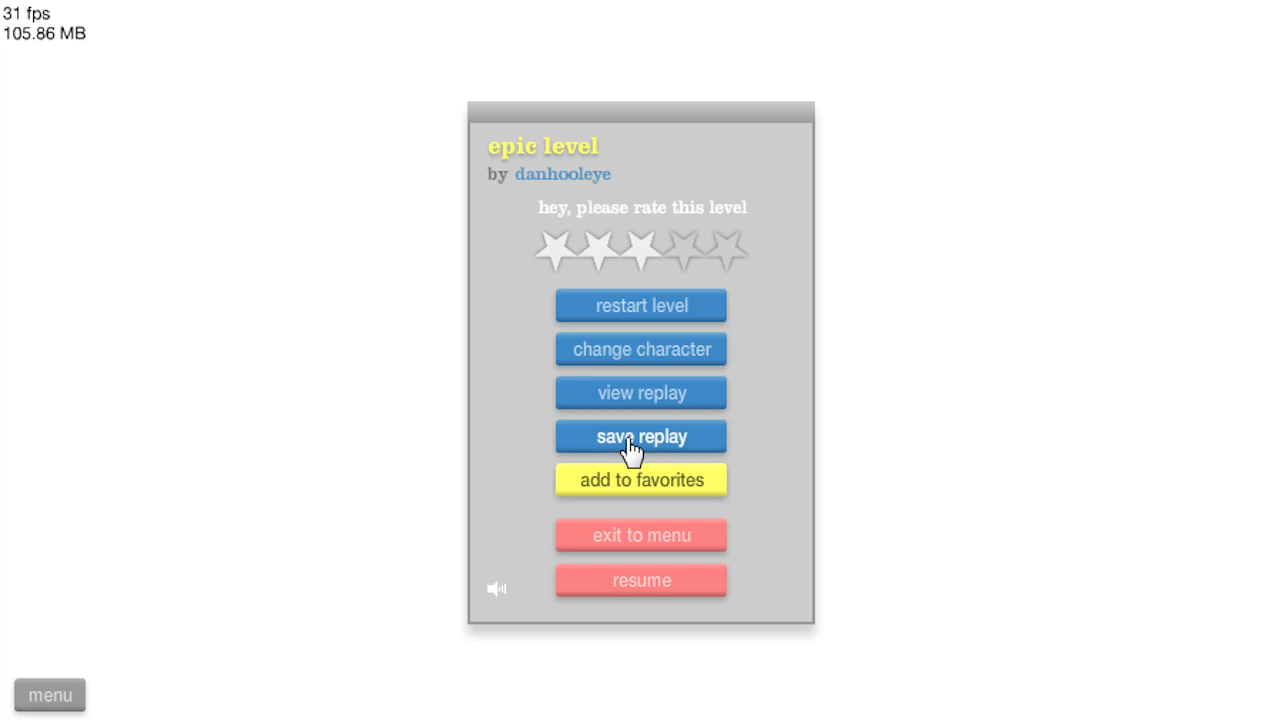 31 fps
105.86 MB
epic level
by danhooleye
hey, please rate this level
restart level
change character
view replay
save replay
add to favorites
exit to menu
resume
menu